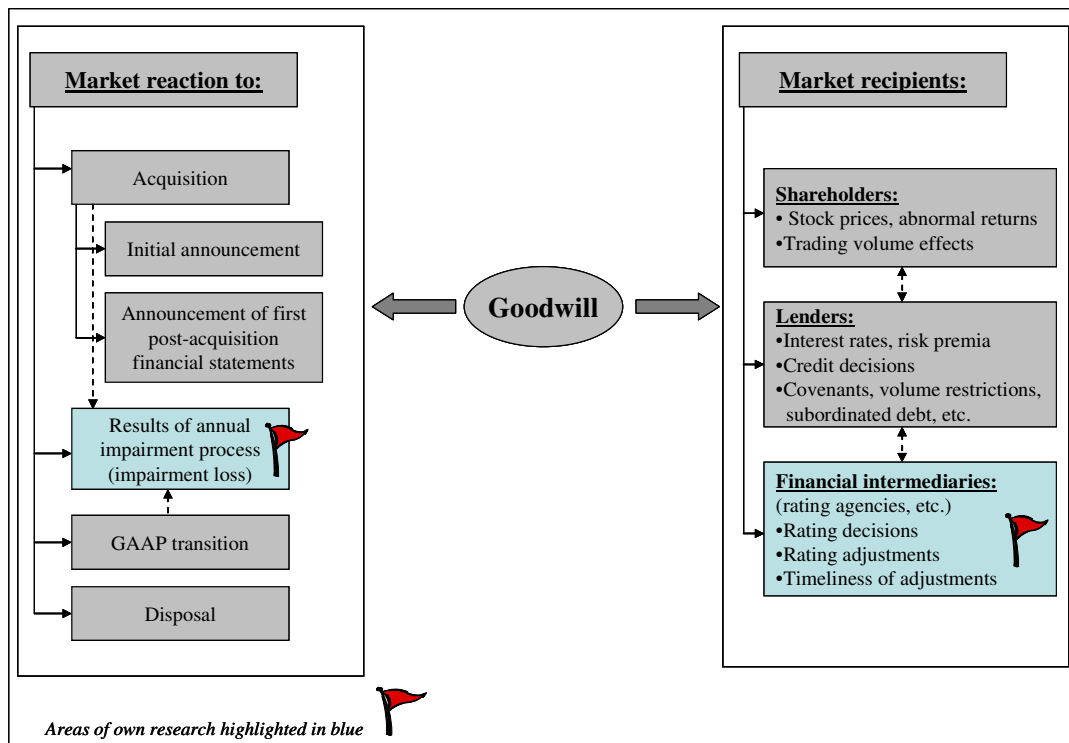 Market reaction to:
Acquisition
Initial announcement
Announcement of first
post-acquisition
financial statements
Results of annual
impairment process
(impairment loss)
GAAP transition
Disposal
Goodwill
Market recipients:
Shareholders:
• Stock prices, abnormal returns
•Trading volume effects
Lenders:
•Interest rates, risk premia
•Credit decisions
•Covenants, volume restrictions,
subordinated debt, etc.
Financial intermediaries:
(rating agencies, etc.)
•Rating decisions
•Rating adjustments
•Timeliness of adjustments
Areas of own research highlighted in blue